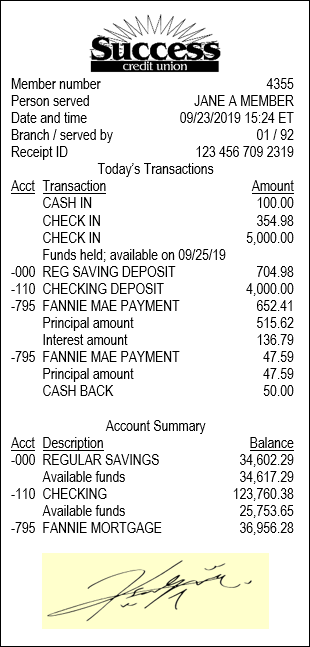 Success
credit union
Member number 4355
Person served JANE A MEMBER
Date and time 09/23/2019 15:24 ET
Branch / served by 01 / 92
Receipt ID 123 456 709 2319
Today's Transactions
Acct Transaction Amount
CASH IN 100.00
CHECK IN 354.98
CHECK IN 5,000.00
Funds held; available on 09/25/19
-000 REG SAVING DEPOSIT 704.98
-110 CHECKING DEPOSIT 4,000.00
-795 FANNIE MAE PAYMENT 652.41
Principal amount 515.62
Interest amount 136.79
-795 FANNIE MAE PAYMENT 47.59
Principal amount 47.59
CASH BACK 50.00
Account Summary
Acct Description Balance
-000 REGULAR SAVINGS 34,602.29
Available funds 34,617.29
-110 CHECKING 123,760.38
Available funds 25,753.65
-795 FANNIE MORTGAGE 36,956.28